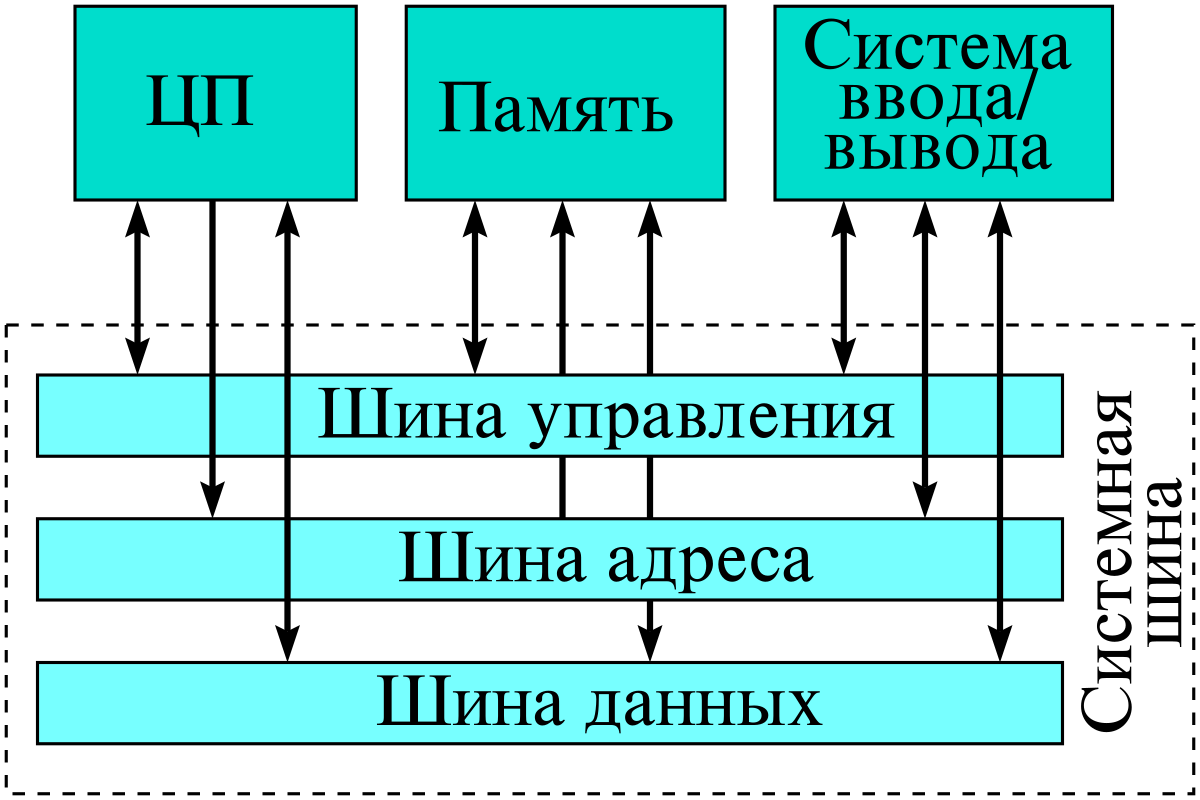 ЦП
Память
Система
ввода/
вывода
Шина управления
Шина адреса
Шина данных
Системная
шина